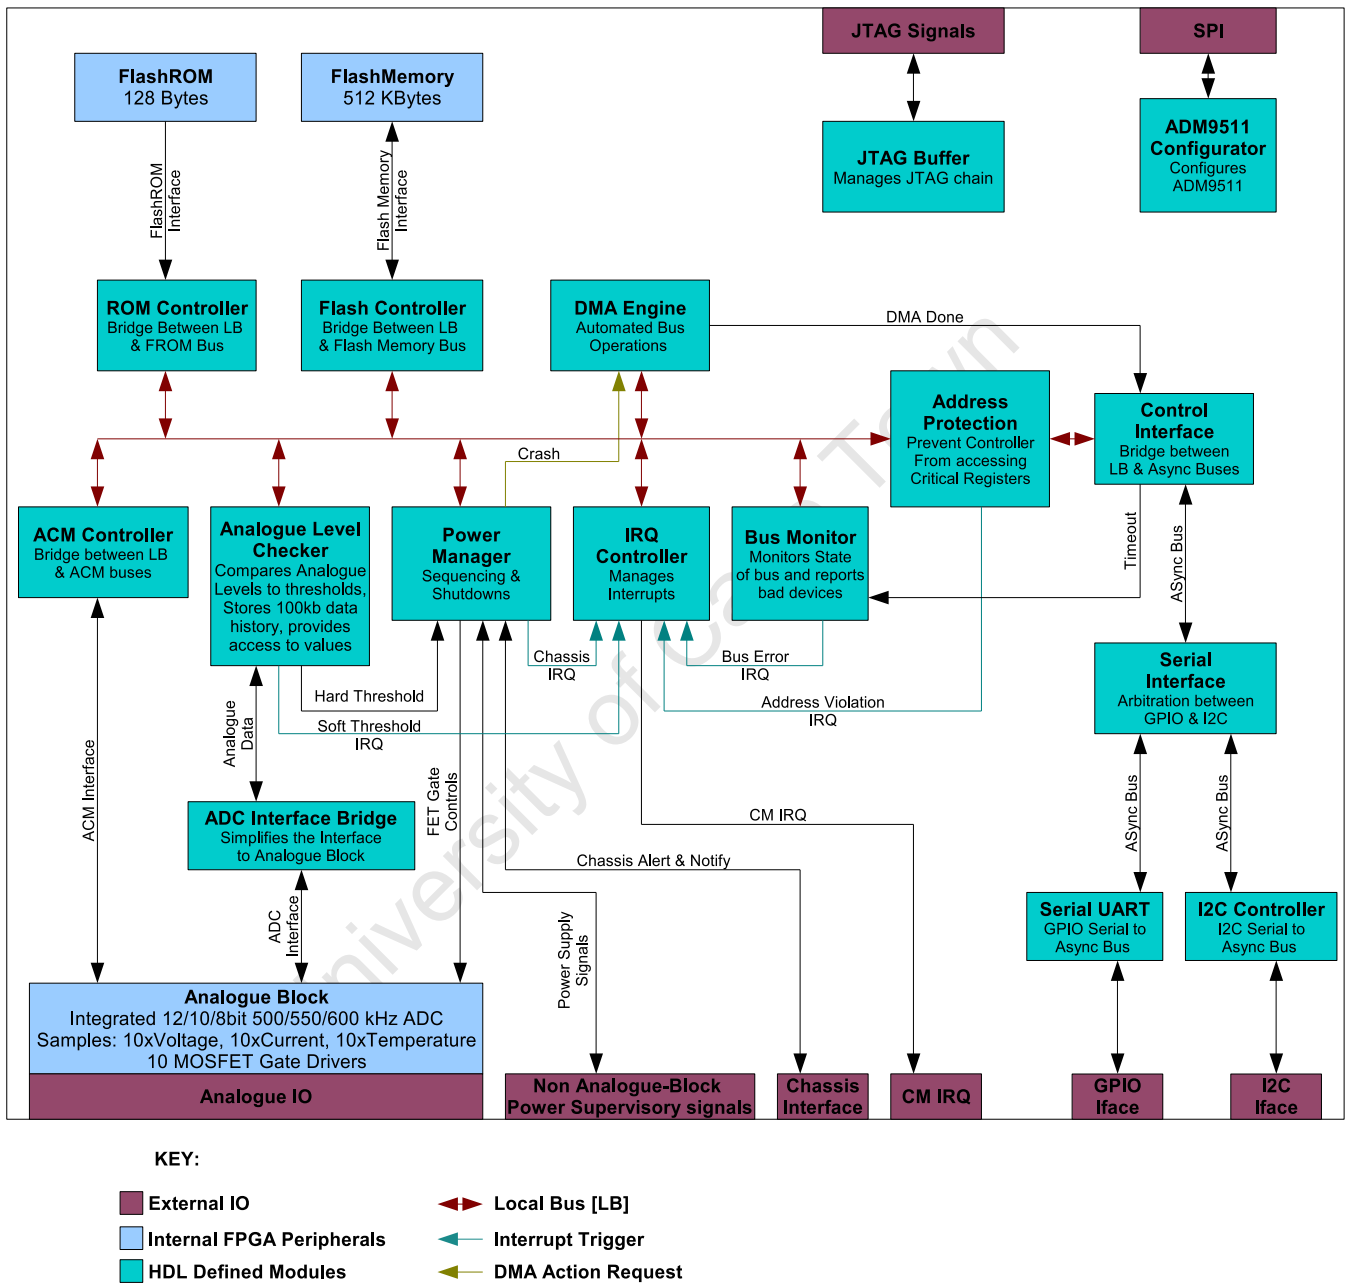 JTAG Signals
SPI
FlashROM
128 Bytes
FlashMemory
512 KBytes
JTAG Buffer
Manages JTAG chain
ADM9511
Configurator
Configures
ADM9511
FlashROM
Interface
Flash Memory
Interface
ROM Controller
Bridge Between LB
& FROM Bus
Flash Controller
Bridge Between LB
& Flash Memory Bus
DMA Engine
Automated Bus
Operations
DMA Done
Address
Protection
Prevent Controller
From accessing
Critical Registers
Control
Interface
Bridge between
LB & Async Buses
Crash
ACM Controller
Bridge between LB
& ACM buses
Analogue Level
Checker
Compares Analogue
Levels to thresholds,
Stores 100kb data
history, provides
access to values
Power
Manager
Sequencing &
Shutdowns
IRQ
Controller
Manages
Interrupts
Bus Monitor
Monitors State
of bus and reports
bad devices
Timeout
ASync Bus
Chassis
IRQ
Bus Error
IRQ
Hard Threshold
Address Violation
IRQ
Soft Threshold
IRQ
Serial
Interface
Arbitration between
GPIO & I2C
Analogue
Data
ACM Interface
FET Gate
Controls
ASync Bus
ASync Bus
ADC Interface Bridge
Simplifies the Interface
to Analogue Block
CM IRQ
Chassis Alert & Notify
ADC
Interface
Power Supply
Signals
Serial UART
GPIO Serial to
Async Bus
I2C Controller
I2C Serial to
Async Bus
Analogue Block
Integrated 12/10/8bit 500/550/600 kHz ADC
Samples: 10xVoltage, 10xCurrent, 10xTemperature
10 MOSFET Gate Drivers
Analogue IO
Non Analogue-Block
Power Supervisory signals
Chassis
Interface
CM IRQ
GPIO
Iface
I2C
Iface
University of Cape Town
KEY:
External IO
Local Bus [LB]
Internal FPGA Peripherals
Interrupt Trigger
HDL Defined Modules
DMA Action Request